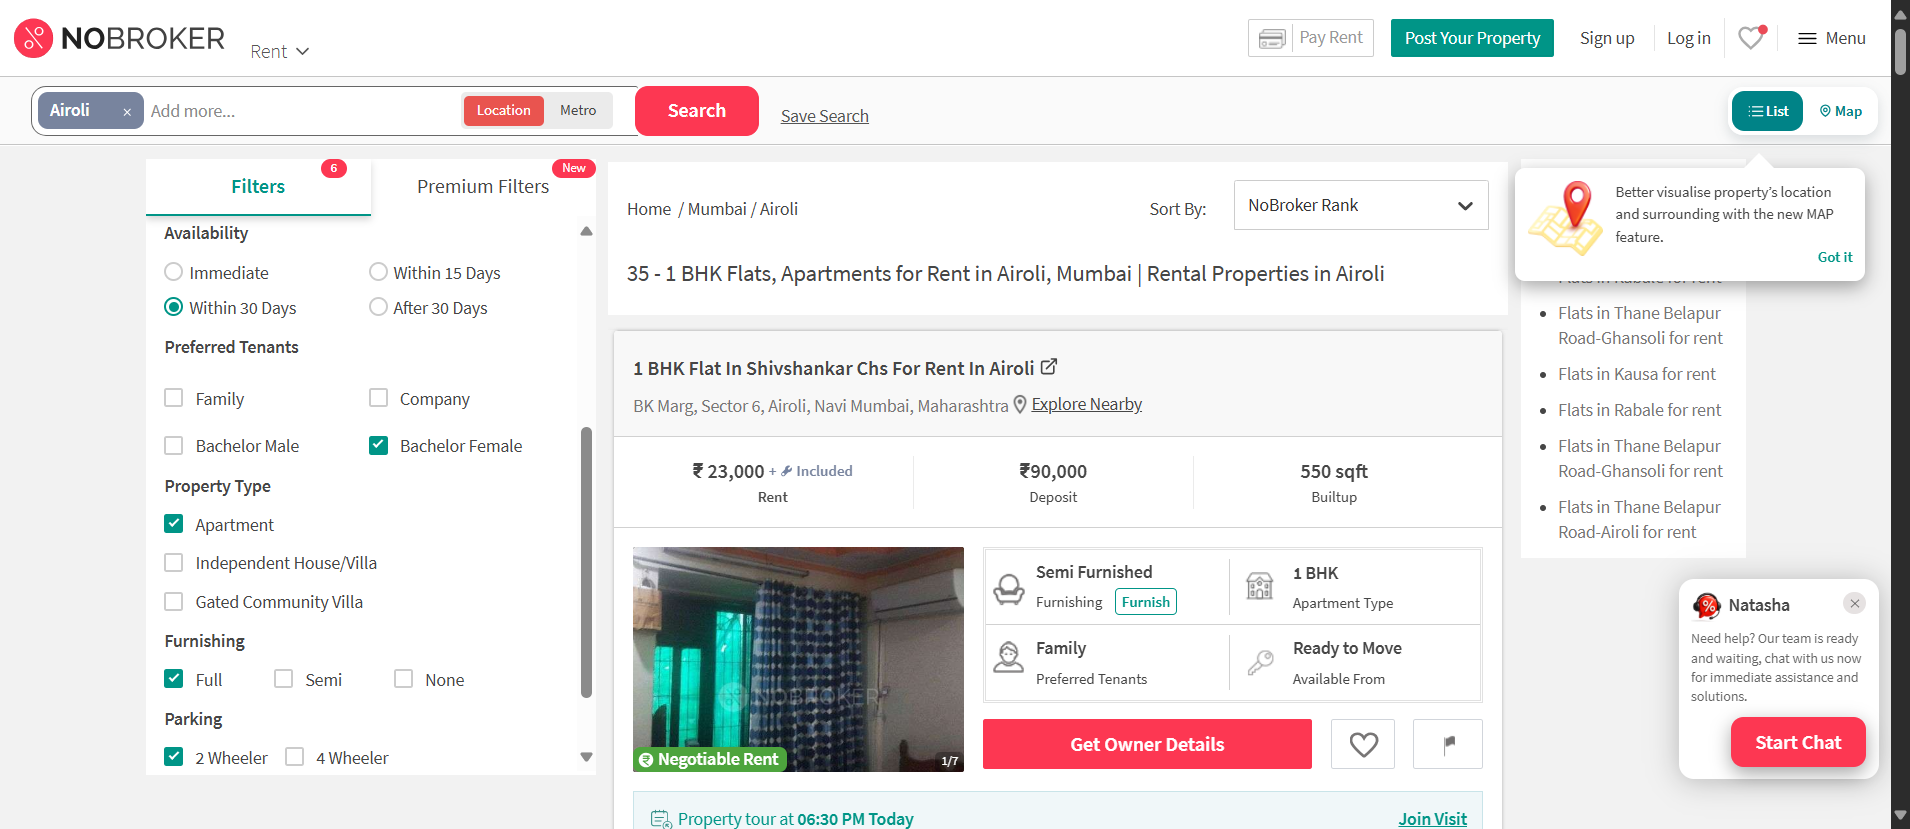 NOBROKER
Rent
Pay Rent
Post Your Property
Sign up
Log in
Menu
Airoli ×
Add more...
Location
Metro
Search
Save Search
List
Map
Filters
6
Premium Filters
New
Availability
Immediate
Within 15 Days
Within 30 Days
After 30 Days
Preferred Tenants
Family
Company
Bachelor Male
Bachelor Female
Property Type
Apartment
Independent House/Villa
Gated Community Villa
Furnishing
Full
Semi
None
Parking
2 Wheeler
4 Wheeler
Home / Mumbai / Airoli
Sort By:
NoBroker Rank
35 - 1 BHK Flats, Apartments for Rent in Airoli, Mumbai | Rental Properties in Airoli
1 BHK Flat In Shivshankar Chs For Rent In Airoli
BK Marg, Sector 6, Airoli, Navi Mumbai, Maharashtra
Explore Nearby
₹ 23,000 + Included
Rent
₹90,000
Deposit
550 sqft
Builtup
NOBROKER
Negotiable Rent
1/7
Semi Furnished
Furnishing
Furnish
1 BHK
Apartment Type
Family
Preferred Tenants
Ready to Move
Available From
Get Owner Details
Property tour at 06:30 PM Today
Join Visit
Better visualise property's location
and surrounding with the new MAP
feature.
Got it
Flats in Rabale for rent
Flats in Thane Belapur
Road-Ghansoli for rent
Flats in Kausa for rent
Flats in Rabale for rent
Flats in Thane Belapur
Road-Ghansoli for rent
Flats in Thane Belapur
Road-Airoli for rent
Natasha
Need help? Our team is ready
and waiting, chat with us now
for immediate assistance and
solutions.
Start Chat